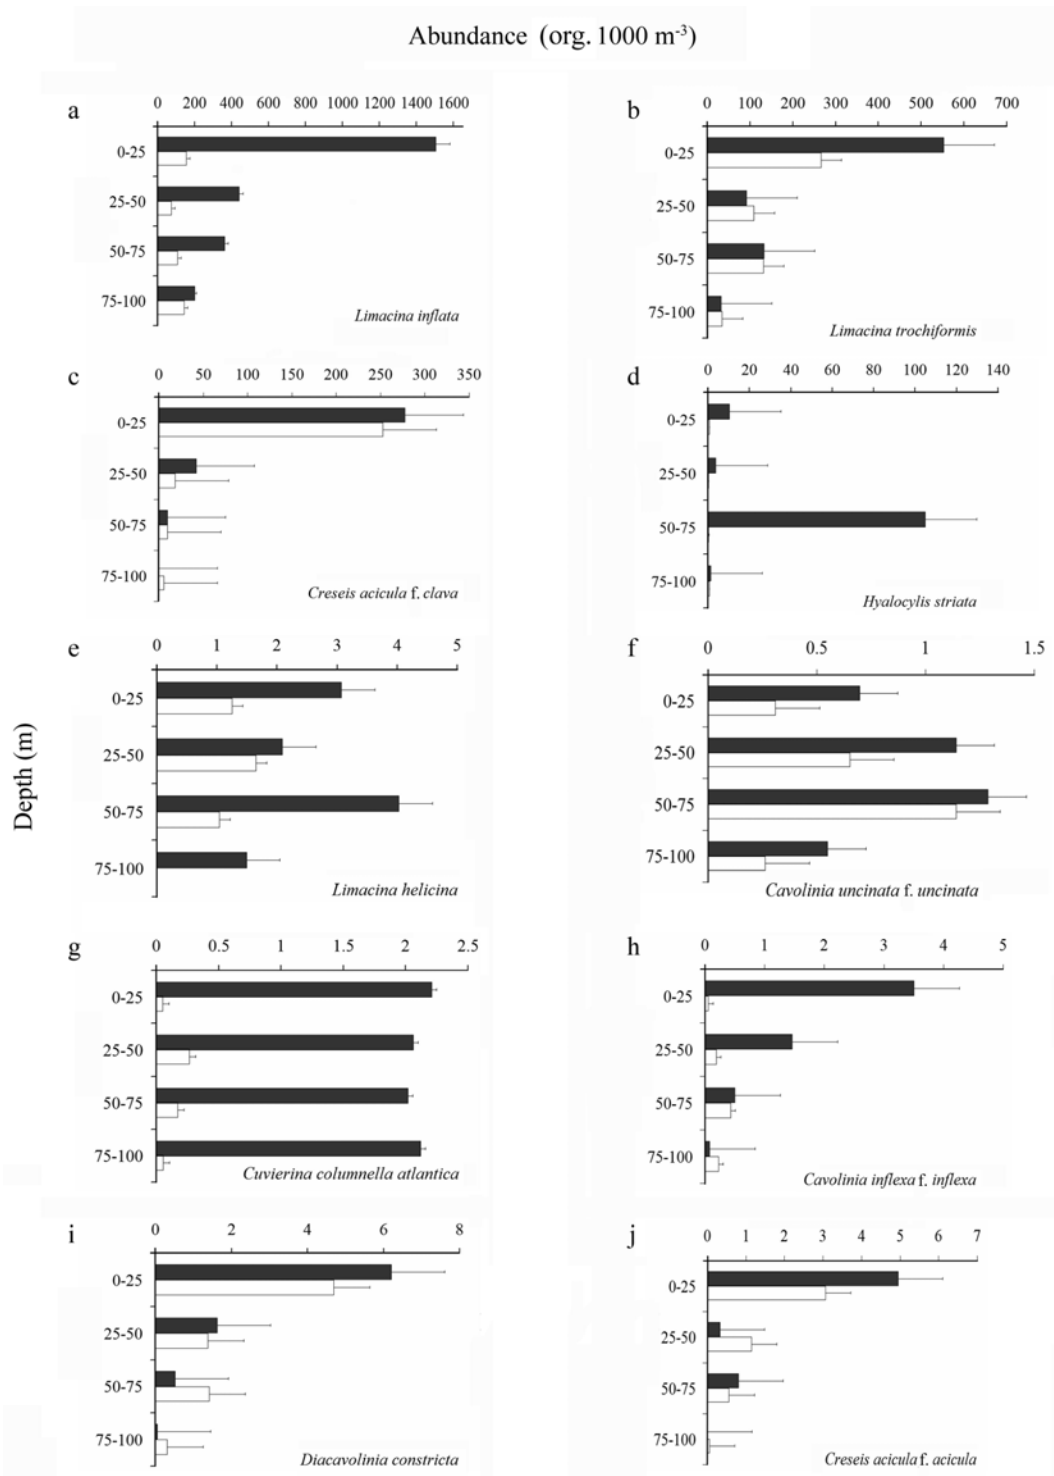 Abundance (org. 1000 m-3)
a
0 200 400 600 800 1000 1200 1400 1600
0-25
25-50
50-75
75-100
Limacina inflata
b
0 100 200 300 400 500 600 700
0-25
25-50
50-75
75-100
Limacina trochiformis
c
0 50 100 150 200 250 300 350
0-25
25-50
50-75
75-100
Creseis acicula f. clava
d
0 20 40 60 80 100 120 140
0-25
25-50
50-75
75-100
Hyalocylis striata
e
0 1 2 3 4 5
0-25
25-50
50-75
75-100
Limacina helicina
f
0 0.5 1 1.5
0-25
25-50
50-75
75-100
Cavolinia uncinata f. uncinata
Depth (m)
g
0 0.5 1 1.5 2 2.5
0-25
25-50
50-75
75-100
Cuvierina columnella atlantica
h
0 1 2 3 4 5
0-25
25-50
50-75
75-100
Cavolinia inflexa f. inflexa
i
0 2 4 6 8
0-25
25-50
50-75
75-100
Diacavolinia constricta
j
0 1 2 3 4 5 6 7
0-25
25-50
50-75
75-100
Creseis acicula f. acicula